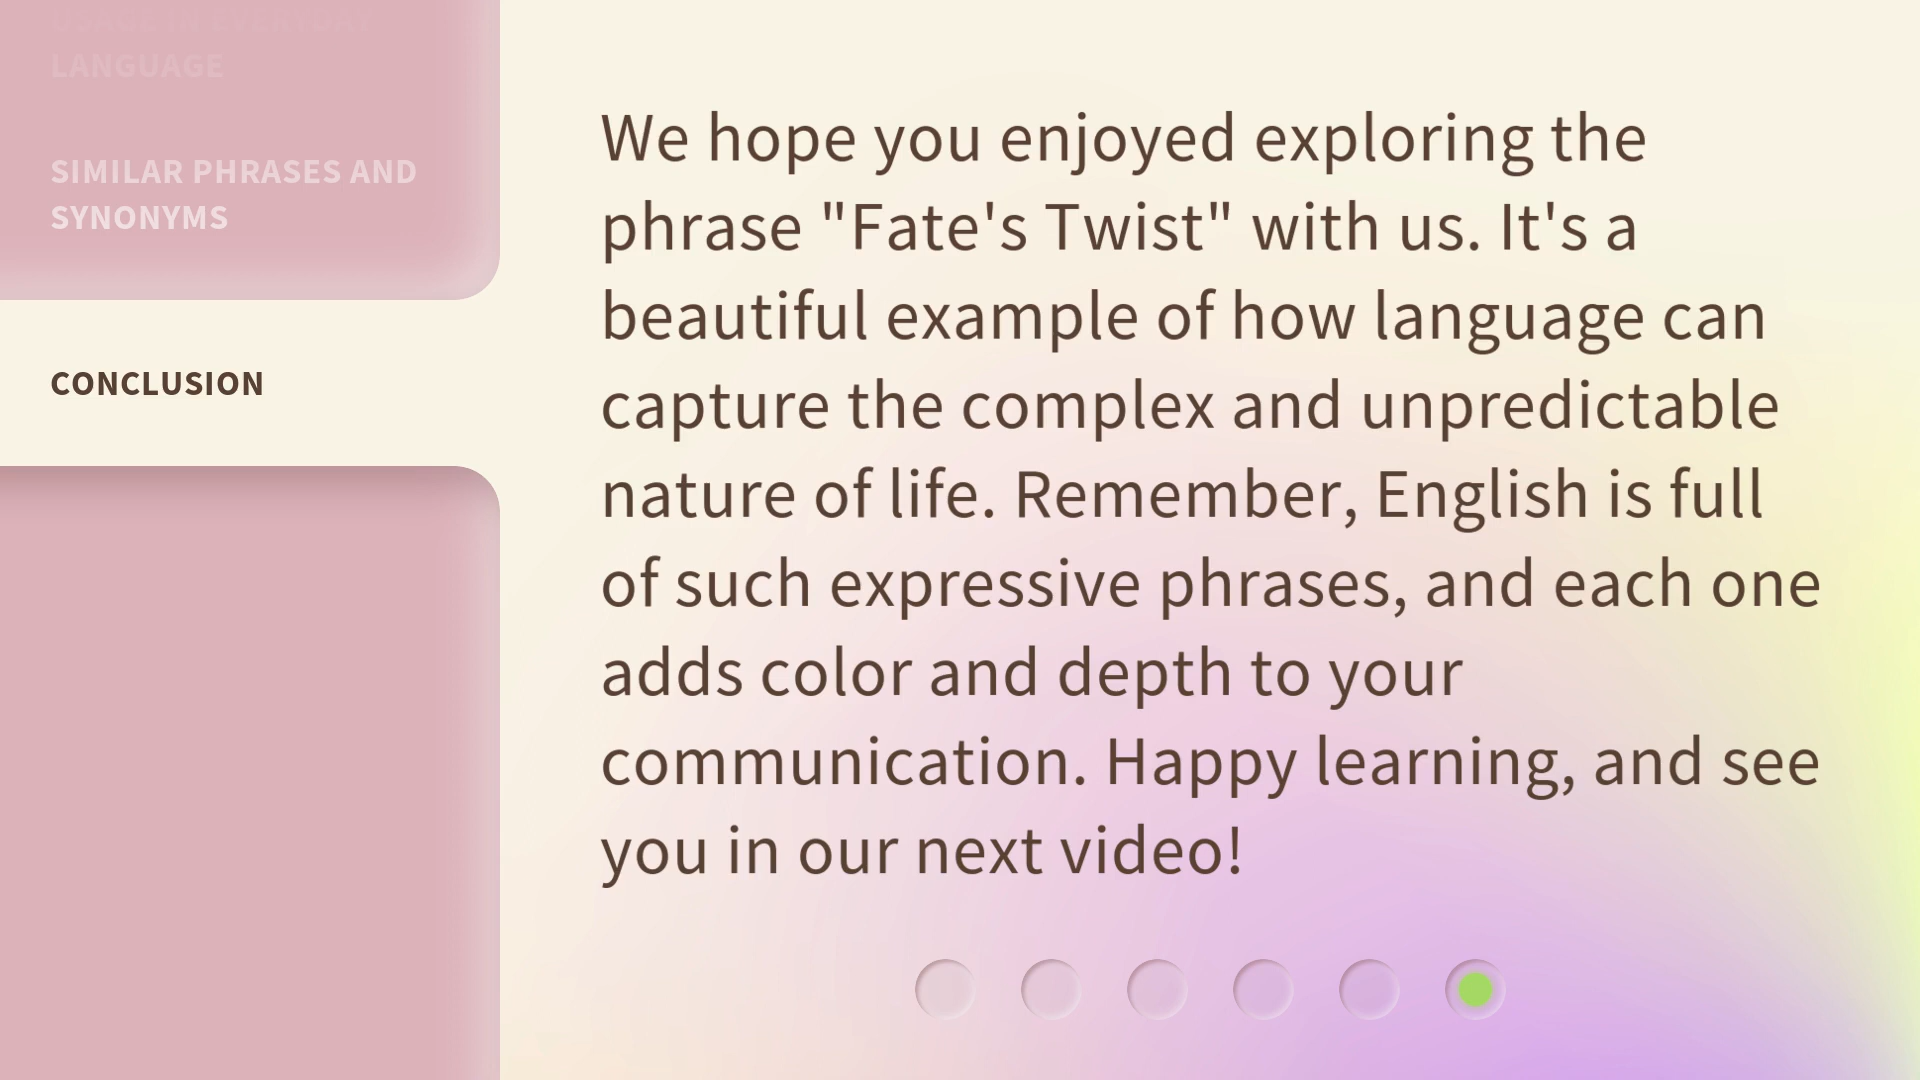 USAGE IN EVERYDAY
LANGUAGE
SIMILAR PHRASES AND
SYNONYMS
CONCLUSION
We hope you enjoyed exploring the
phrase "Fate's Twist" with us. It's a
beautiful example of how language can
capture the complex and unpredictable
nature of life. Remember, English is full
of such expressive phrases, and each one
adds color and depth to your
communication. Happy learning, and see
you in our next video!